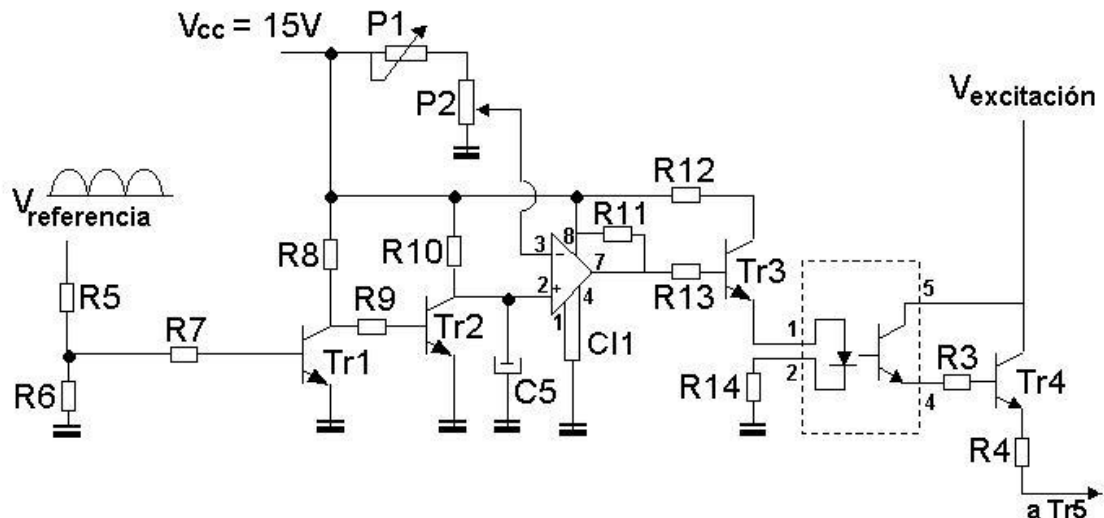 Vcc = 15V
P1
P2
Vexcitación
Vreferencia
R12
R11
R8
R10
3
8
7
2
4
1
Tr3
R13
5
R5
R9
R7
Tr2
1
R3
Tr4
Tr1
CI1
2
R6
C5
R14
4
R4
a Tr5
-
+